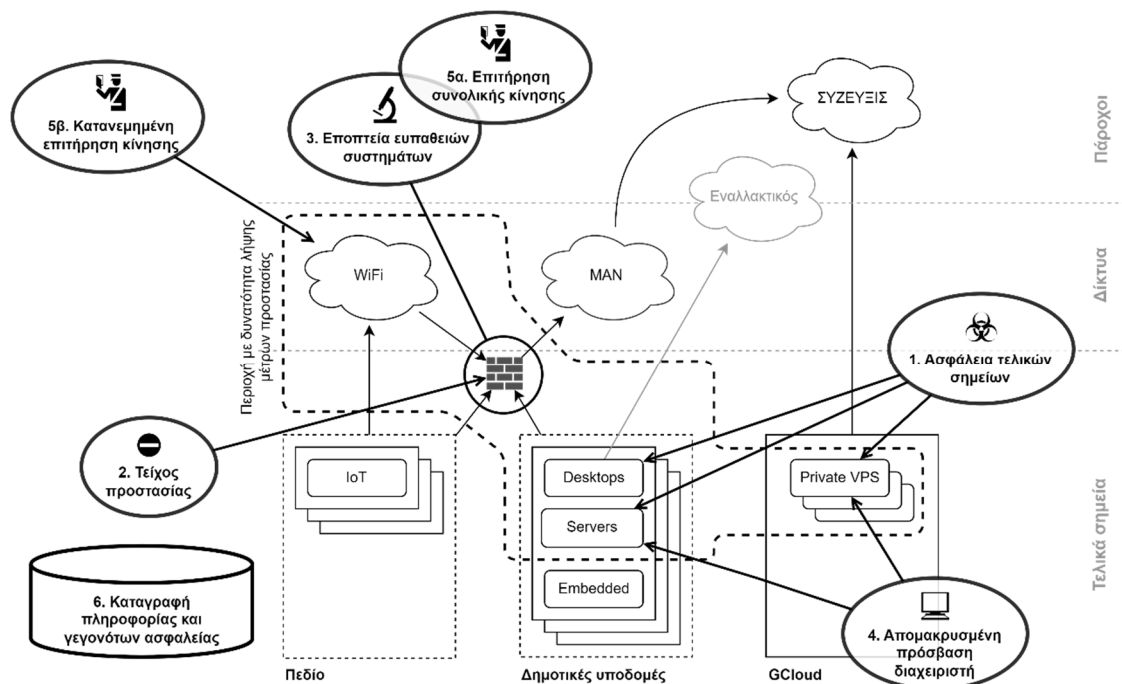 5α. Επιτήρηση
συνολικής κίνησης
5β. Κατανεμημένη
επιτήρηση κίνησης
3. Εποπτεία ευπαθειών
συστημάτων
ΣΥΖΕΥΞΙΣ
Πάροχοι
Εναλλακτικός
Περιοχή με δυνατότητα λήψης
μέτρων προστασίας
WiFi
MAN
Δίκτυα
1. Ασφάλεια τελικών
σημείων
2. Τείχος
προστασίας
IoT
Desktops
Servers
Embedded
Private VPS
Τελικά σημεία
6. Καταγραφή
πληροφορίας και
γεγονότων ασφαλείας
4. Απομακρυσμένη
πρόσβαση
διαχειριστή
Πεδίο
Δημοτικές υποδομές
GCloud